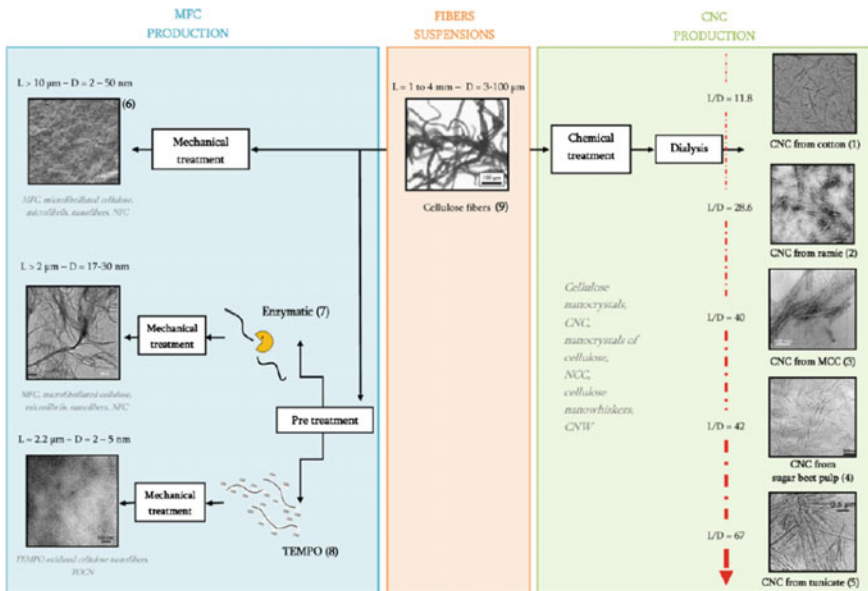 MFC
PRODUCTION
FIBERS
SUSPENSIONS
CNC
PRODUCTION
L > 10 µm – D = 2 – 50 nm
(6)
Mechanical
treatment
MFC, microfibrillated cellulose,
microfibrils, nanofibers, NFC
L > 2 µm – D = 17-30 nm
Mechanical
treatment
Enzymatic (7)
MFC, microfibrillated cellulose,
microfibrils, nanofibers, NFC
Pre treatment
L = 2.2 µm – D = 2 – 5 nm
Mechanical
treatment
TEMPO (8)
TEMPO oxidized cellulose nanofibers,
TOCN
L = 1 to 4 mm – D = 3-100 µm
100 µm
Cellulose fibers (9)
Chemical
treatment
Dialysis
Cellulose
nanocrystals,
CNC,
nanocrystals of
cellulose,
NCC,
cellulose
nanowhiskers,
CNW
L/D = 11.8
CNC from cotton (1)
L/D = 28.6
CNC from ramie (2)
L/D = 40
CNC from MCC (3)
L/D = 42
CNC from
sugar beet pulp (4)
L/D = 67
0.5 µm
CNC from tunicate (5)